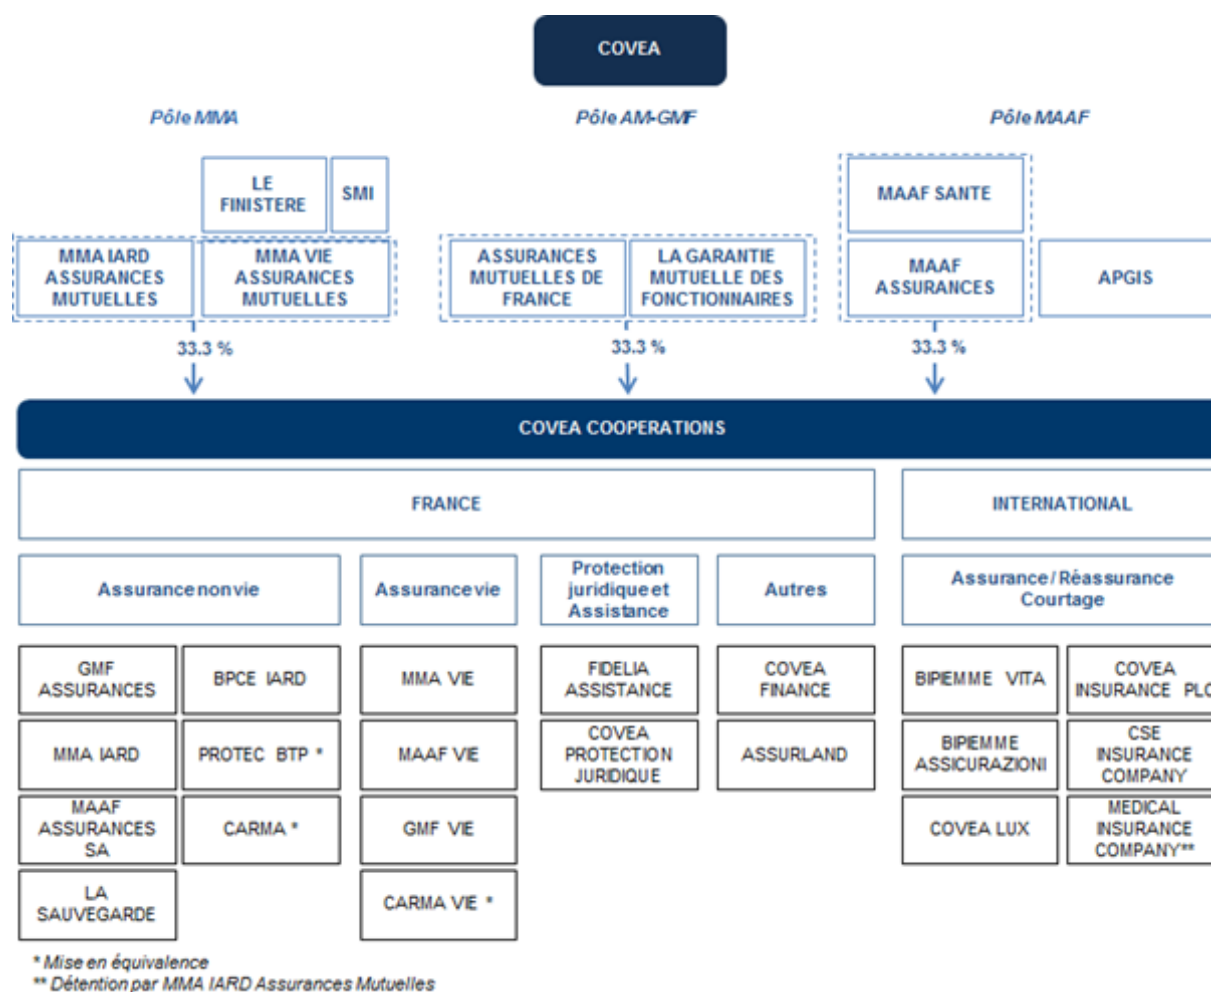 COVEA
Pôle MMA
Pôle AM-GMF
Pôle MAAF
LE
FINISTERE
SMI
MAAF SANTE
MMA IARD
ASSURANCES
MUTUELLES
MMA VIE
ASSURANCES
MUTUELLES
ASSURANCES
MUTUELLES DE
FRANCE
LA GARANTIE
MUTUELLE DES
FONCTIONNAIRES
MAAF
ASSURANCES
APGIS
33.3 %
33.3 %
33.3 %
COVEA COOPERATIONS
FRANCE
INTERNATIONAL
Assurance non vie
Assurance vie
Protection
juridique et
Assistance
Autres
Assurance / Réassurance
Courtage
GMF
ASSURANCES
BPCE IARD
MMA VIE
FIDELIA
ASSISTANCE
COVEA
FINANCE
BIPIEMME VITA
COVEA
INSURANCE PLC
MMA IARD
PROTEC BTP *
MAAF VIE
COVEA
PROTECTION
JURIDIQUE
ASSURLAND
BIPIEMME
ASSICURAZIONI
CSE
INSURANCE
COMPANY
MAAF
ASSURANCES
SA
CARMA *
GMF VIE
COVEA LUX
MEDICAL
INSURANCE
COMPANY**
LA
SAUVEGARDE
CARMA VIE *
* Mise en équivalence
** Détention par MMA IARD Assurances Mutuelles